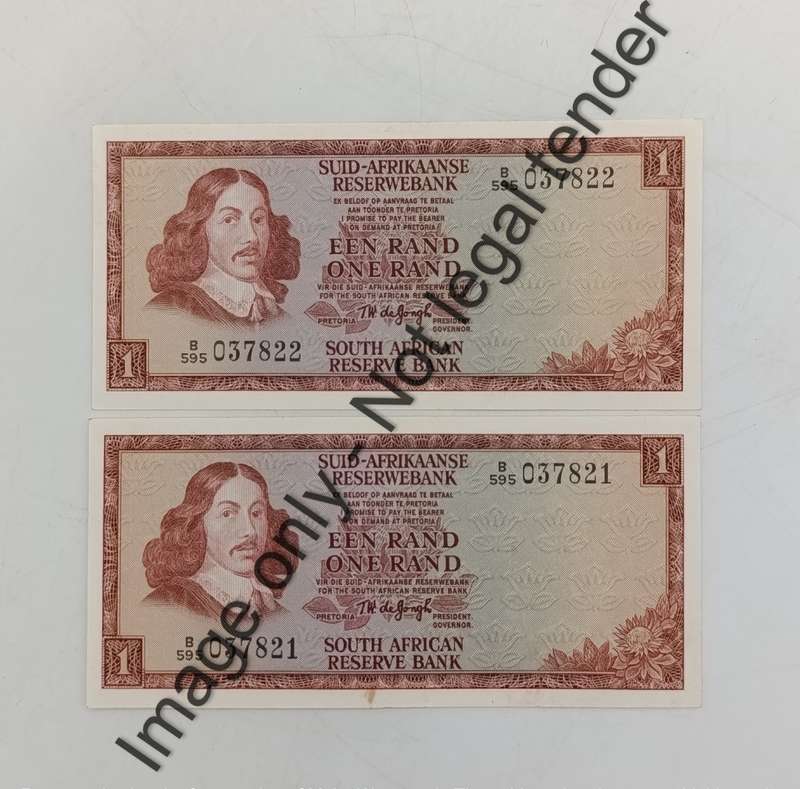 1
SUID-AFRIKAANSE
RESERWEBANK
B
595 037822
EK BELOOF OP AANVRAAG TE BETAAL
AAN TOONDER TE PRETORIA
I PROMISE TO PAY THE BEARER
ON DEMAND AT PRETORIA
EEN RAND
ONE RAND
VIR DIE SUID-AFRIKAANSE RESERWEBANK
FOR THE SOUTH AFRICAN RESERVE BANK
T.W. de Jongh
PRETORIA PRESIDENT.
GOVERNOR.
B
595 037822
SOUTH AFRICAN
RESERVE BANK
1
1
SUID-AFRIKAANSE
RESERWEBANK
B
595 037821
EK BELOOF OP AANVRAAG TE BETAAL
AAN TOONDER TE PRETORIA
I PROMISE TO PAY THE BEARER
ON DEMAND AT PRETORIA
EEN RAND
ONE RAND
VIR DIE SUID-AFRIKAANSE RESERWEBANK
FOR THE SOUTH AFRICAN RESERVE BANK
T.W. de Jongh
PRETORIA PRESIDENT.
GOVERNOR.
B
595 037821
SOUTH AFRICAN
RESERVE BANK
1
Image only - Not legal tender